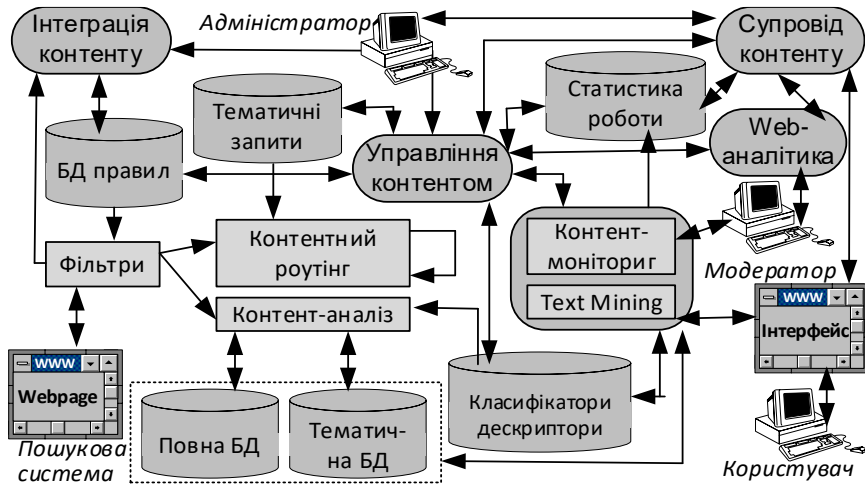 Інтеграція
контенту
Адміністратор
Супровід
контенту
Тематичні
запити
Статистика
роботи
БД правил
Управління
контентом
Web-
аналітика
Фільтри
Контентний
роутінг
Контент-
моніториг
Модератор
Контент-аналіз
Text Mining
WWW
Інтерфейс
WWW
Webpage
Пошукова
система
Повна БД
Тематич-
на БД
Класифікатори
дескриптори
Користувач